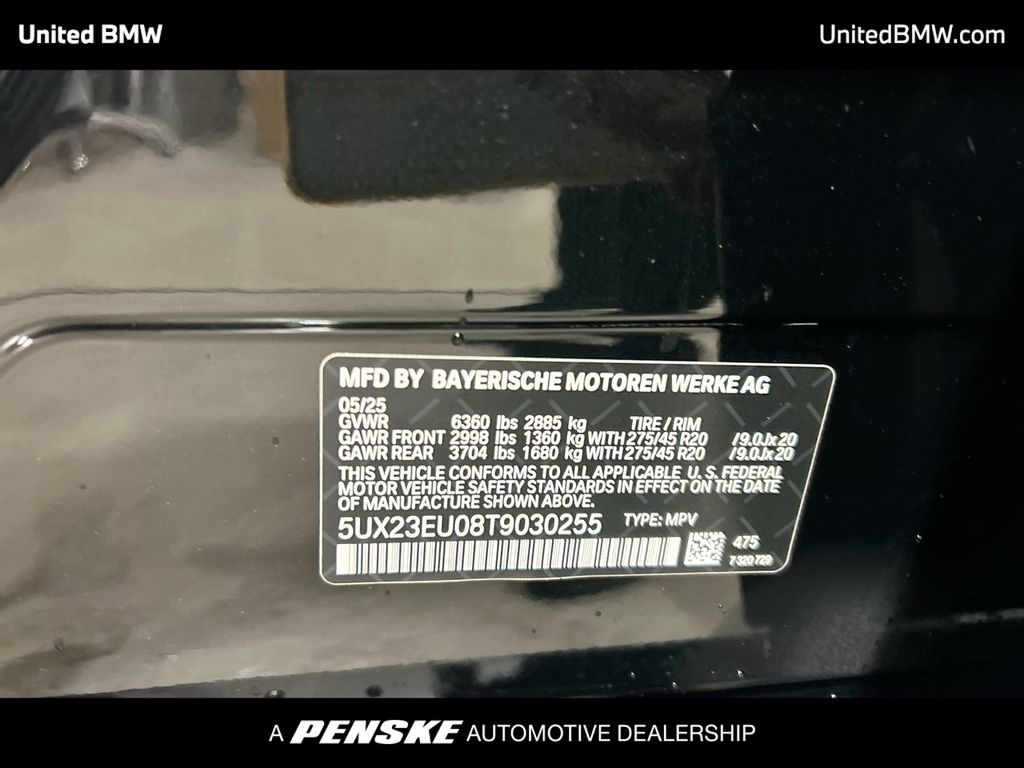 United BMW
UnitedBMW.com
MFD BY BAYERISCHE MOTOREN WERKE AG
05/25
GVWR 6360 lbs 2885 kg TIRE / RIM
GAWR FRONT 2998 lbs 1360 kg WITH 275/45 R20 /9.0Jx20
GAWR REAR 3704 lbs 1680 kg WITH 275/45 R20 /9.0Jx20
THIS VEHICLE CONFORMS TO ALL APPLICABLE U.S. FEDERAL
MOTOR VEHICLE SAFETY STANDARDS IN EFFECT ON THE DATE
OF MANUFACTURE SHOWN ABOVE.
5UX23EU08T9030255 TYPE: MPV
475
7320729
A PENSKE AUTOMOTIVE DEALERSHIP